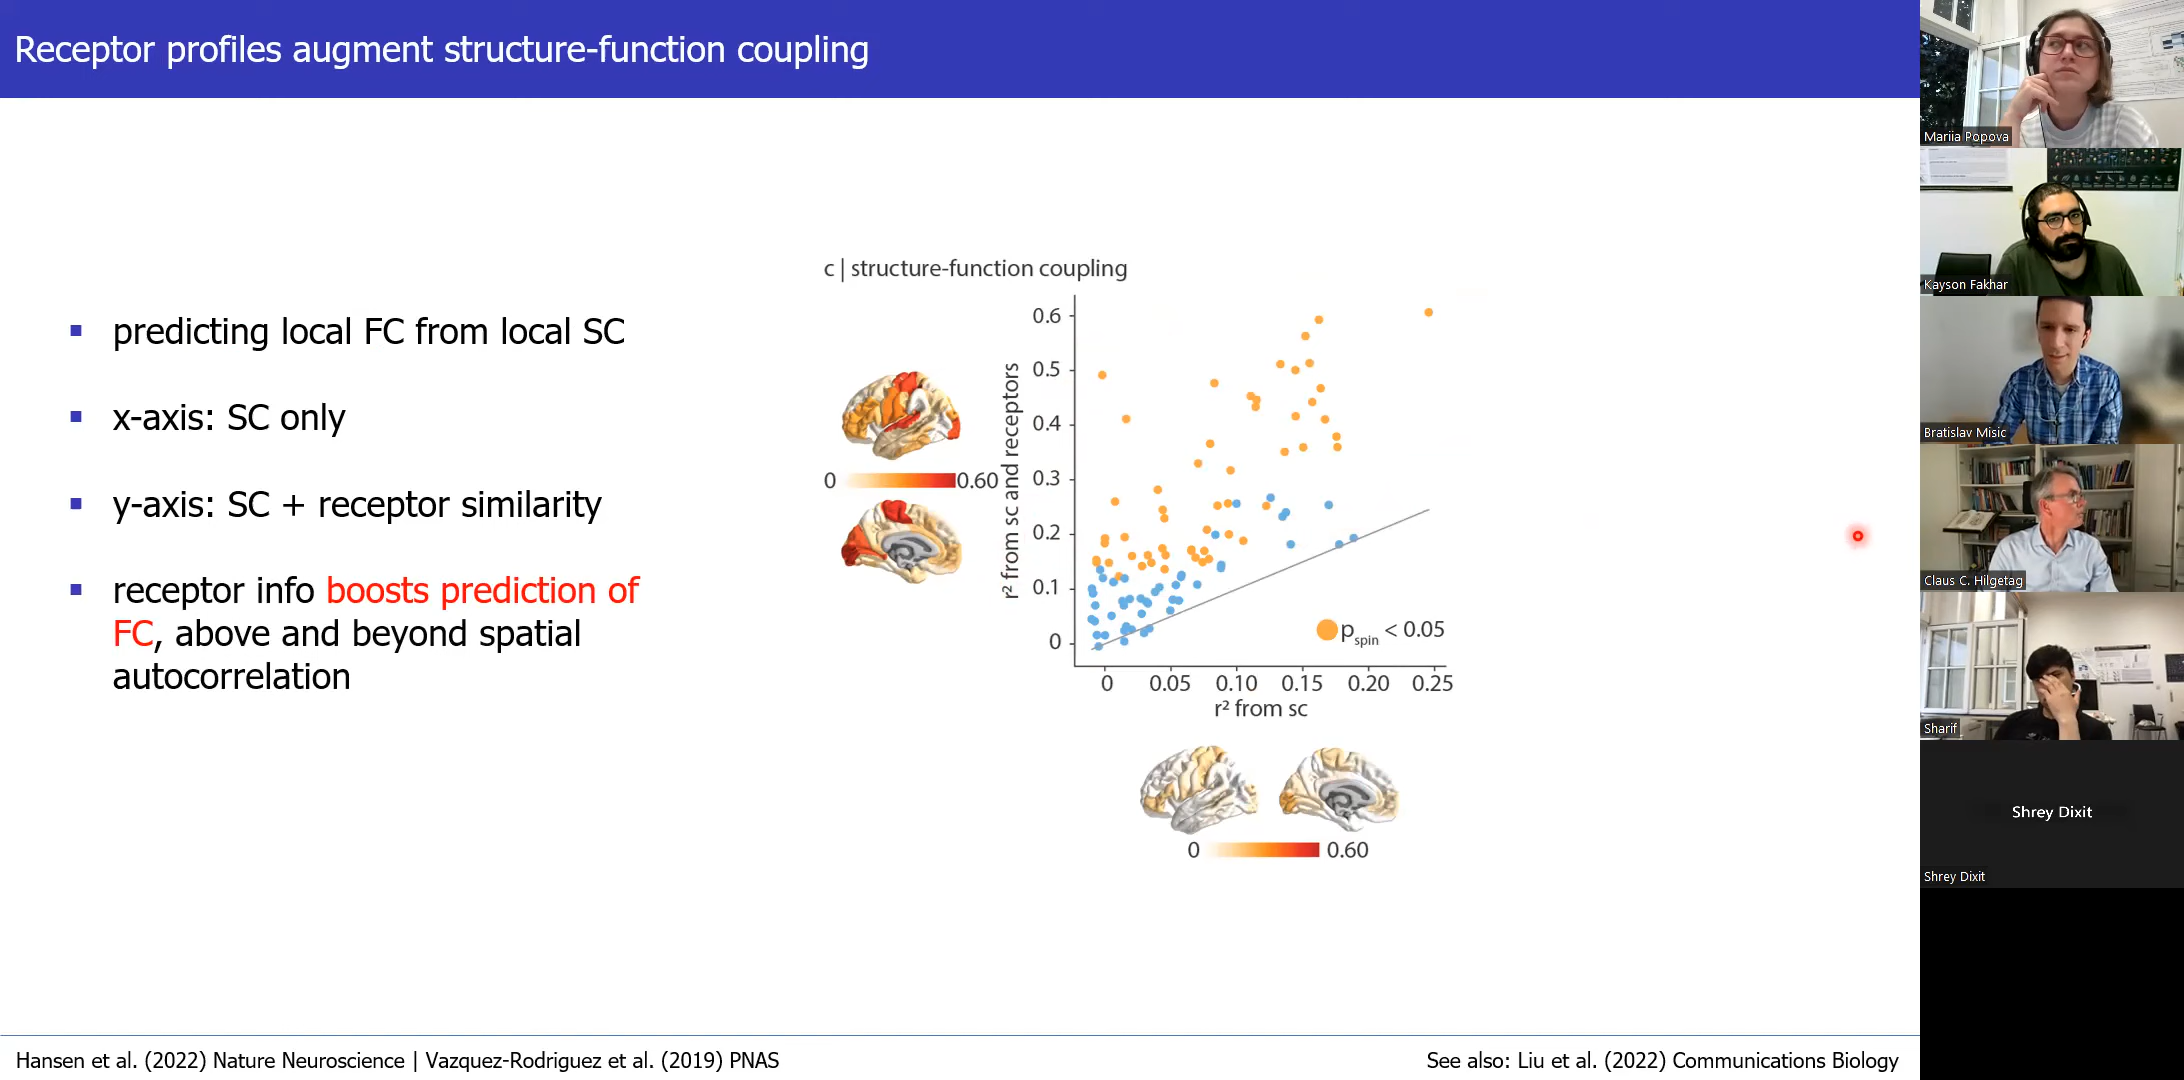 Receptor profiles augment structure-function coupling
predicting local FC from local SC
x-axis: SC only
y-axis: SC + receptor similarity
receptor info boosts prediction of
FC, above and beyond spatial
autocorrelation
c | structure-function coupling
r² from sc and receptors
0.6
0.5
0.4
0.3
0.2
0.1
0
0 0.60
p spin < 0.05
0 0.05 0.10 0.15 0.20 0.25
r² from sc
0 0.60
Hansen et al. (2022) Nature Neuroscience | Vazquez-Rodriguez et al. (2019) PNAS
See also: Liu et al. (2022) Communications Biology
Mariia Popova
Kayson Fakhar
Bratislav Misic
Claus C. Hilgetag
Sharif
Shrey Dixit
Shrey Dixit